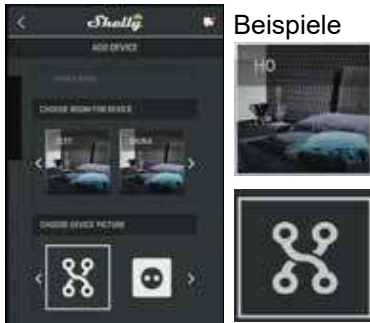 Shelly
ADD DEVICE
CHOOSE ROOM FOR DEVICE
CHOOSE DEVICE PICTURE
Beispiele
HO